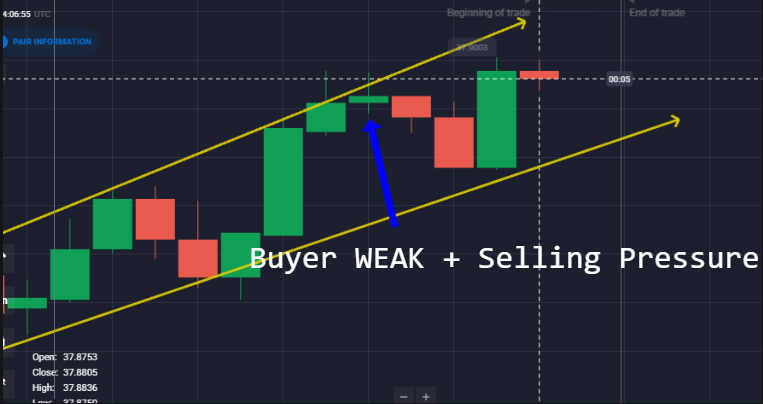 4:06:55 UTC
Beginning of trade
End of trade
PAIR INFORMATION
37.9003
00:05
Buyer WEAK + Selling Pressure
Open: 37.8753
Close: 37.8805
High: 37.8836
Low: 37.8750